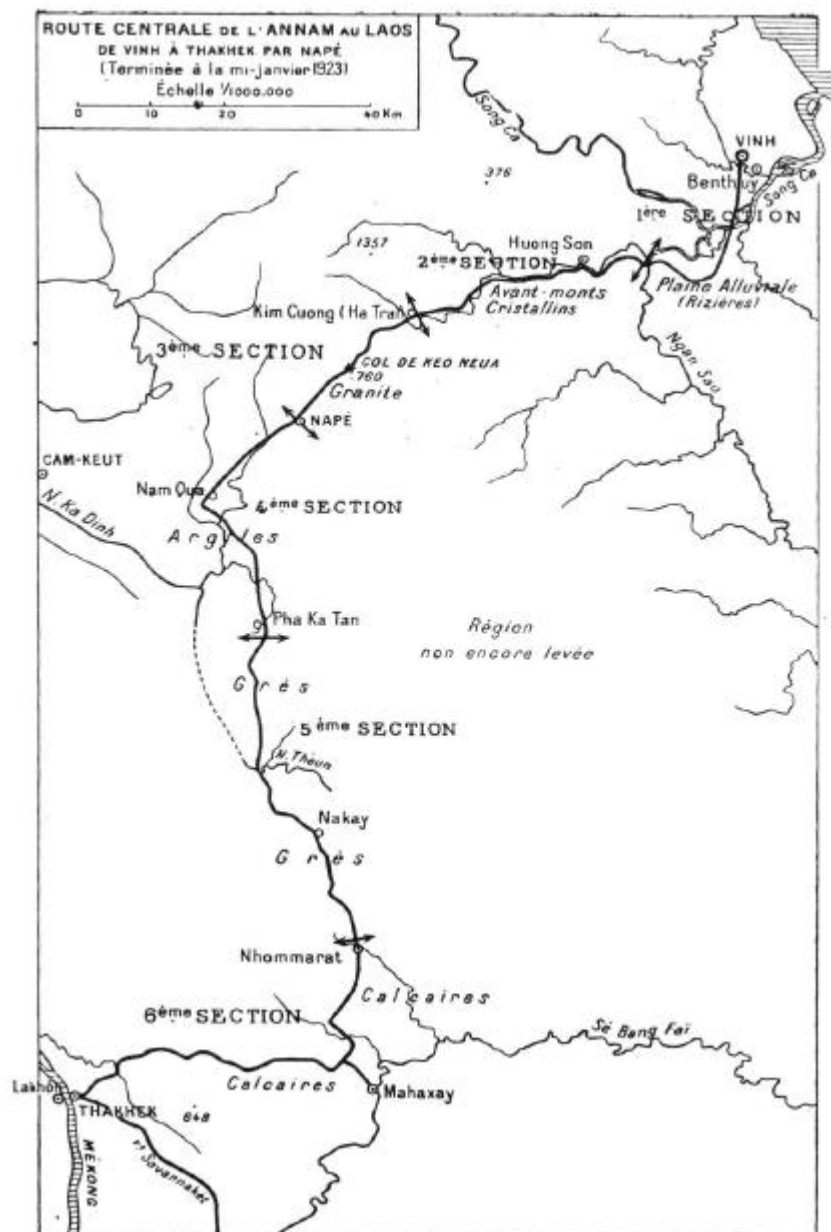 ROUTE CENTRALE DE L'ANNAM AU LAOS
DE VINH À THAKHEK PAR NAPÉ
(Terminée à la mi-janvier 1923)
Échelle 1/1000.000
0 10 20 40 Km
Song Ca
VINH
376
Benthuy
Song Ca
1ère SECTION
1357
Huong Son
2ème SECTION
Plaine Alluviale
(Rizières)
Avant-monts
Cristallins
Kim Cuong (Ha Trai)
3ème SECTION
COL DE KEO NEUA
760
Granite
Ngan Sau
NAPÉ
CAM-KEUT
Nam Qua
N. Ka Dinh
4ème SECTION
Argiles
Pha Ka Tan
Région
non encore levée
Grés
5ème SECTION
N. Theun
Nakay
Grès
Nhommarat
Calcaires
6ème SECTION
Sé Bang Faï
Calcaires
Mahaxay
Lakhon
THAKHEK
648
MÉKONG
vs Savannaket